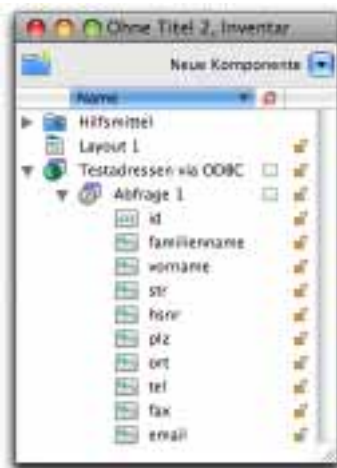 Ohne Titel 2, Inventar
Neue Komponente
Name
Hilfsmittel
Layout 1
Testadressen via ODBC
Abfrage 1
id
familienname
vorname
str
hsnr
plz
ort
tel
fax
email